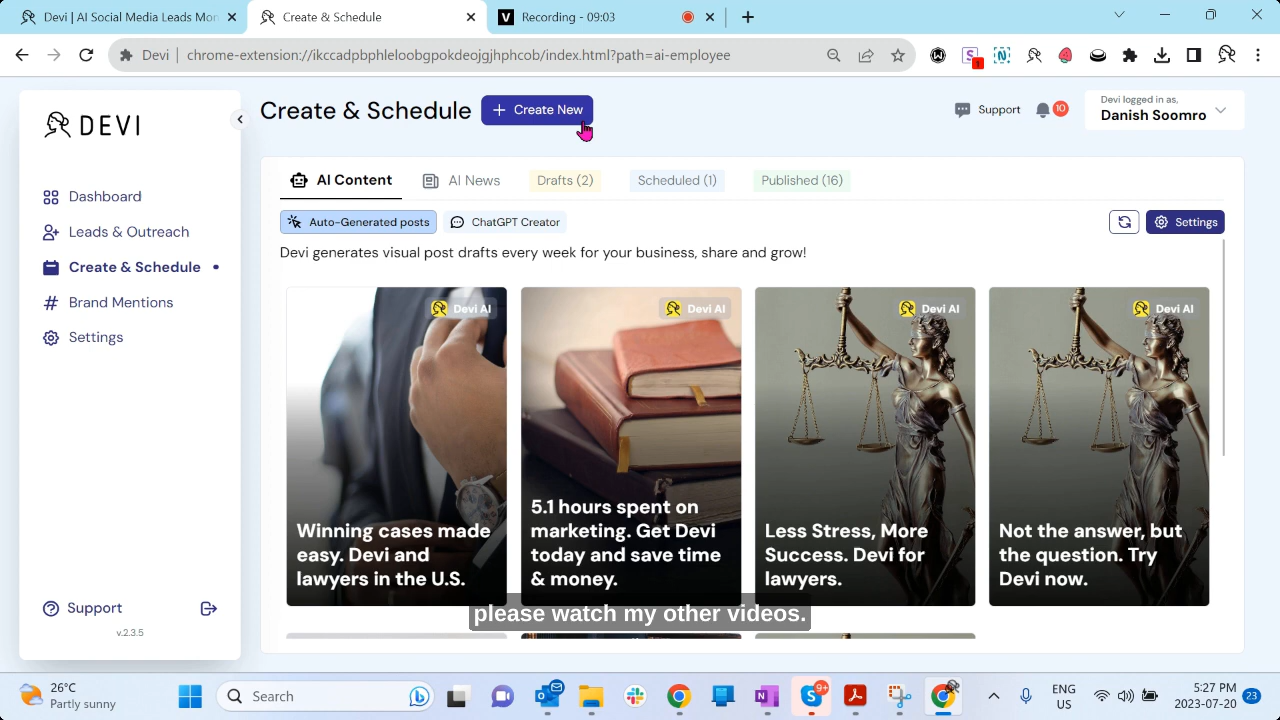 Devi | AI Social Media Leads Mon
Create & Schedule
Recording - 09:03
Devi
chrome-extension://ikccadpbphleloobgpokdeojgjhphcob/index.html?path=ai-employee
1
DEVI
Create & Schedule
Create New
Support
10
Devi logged in as,
Danish Soomro
Dashboard
Leads & Outreach
Create & Schedule
Brand Mentions
Settings
AI Content
AI News
Drafts (2)
Scheduled (1)
Published (16)
Auto-Generated posts
ChatGPT Creator
Settings
Devi generates visual post drafts every week for your business, share and grow!
Devi AI
Winning cases made
easy. Devi and
lawyers in the U.S.
Devi AI
5.1 hours spent on
marketing. Get Devi
today and save time
& money.
Devi AI
Less Stress, More
Success. Devi for
lawyers.
Devi AI
Not the answer, but
the question. Try
Devi now.
Support
v.2.3.5
please watch my other videos.
26°C
Partly sunny
Search
9+
ENG
US
5:27 PM
2023-07-20
23